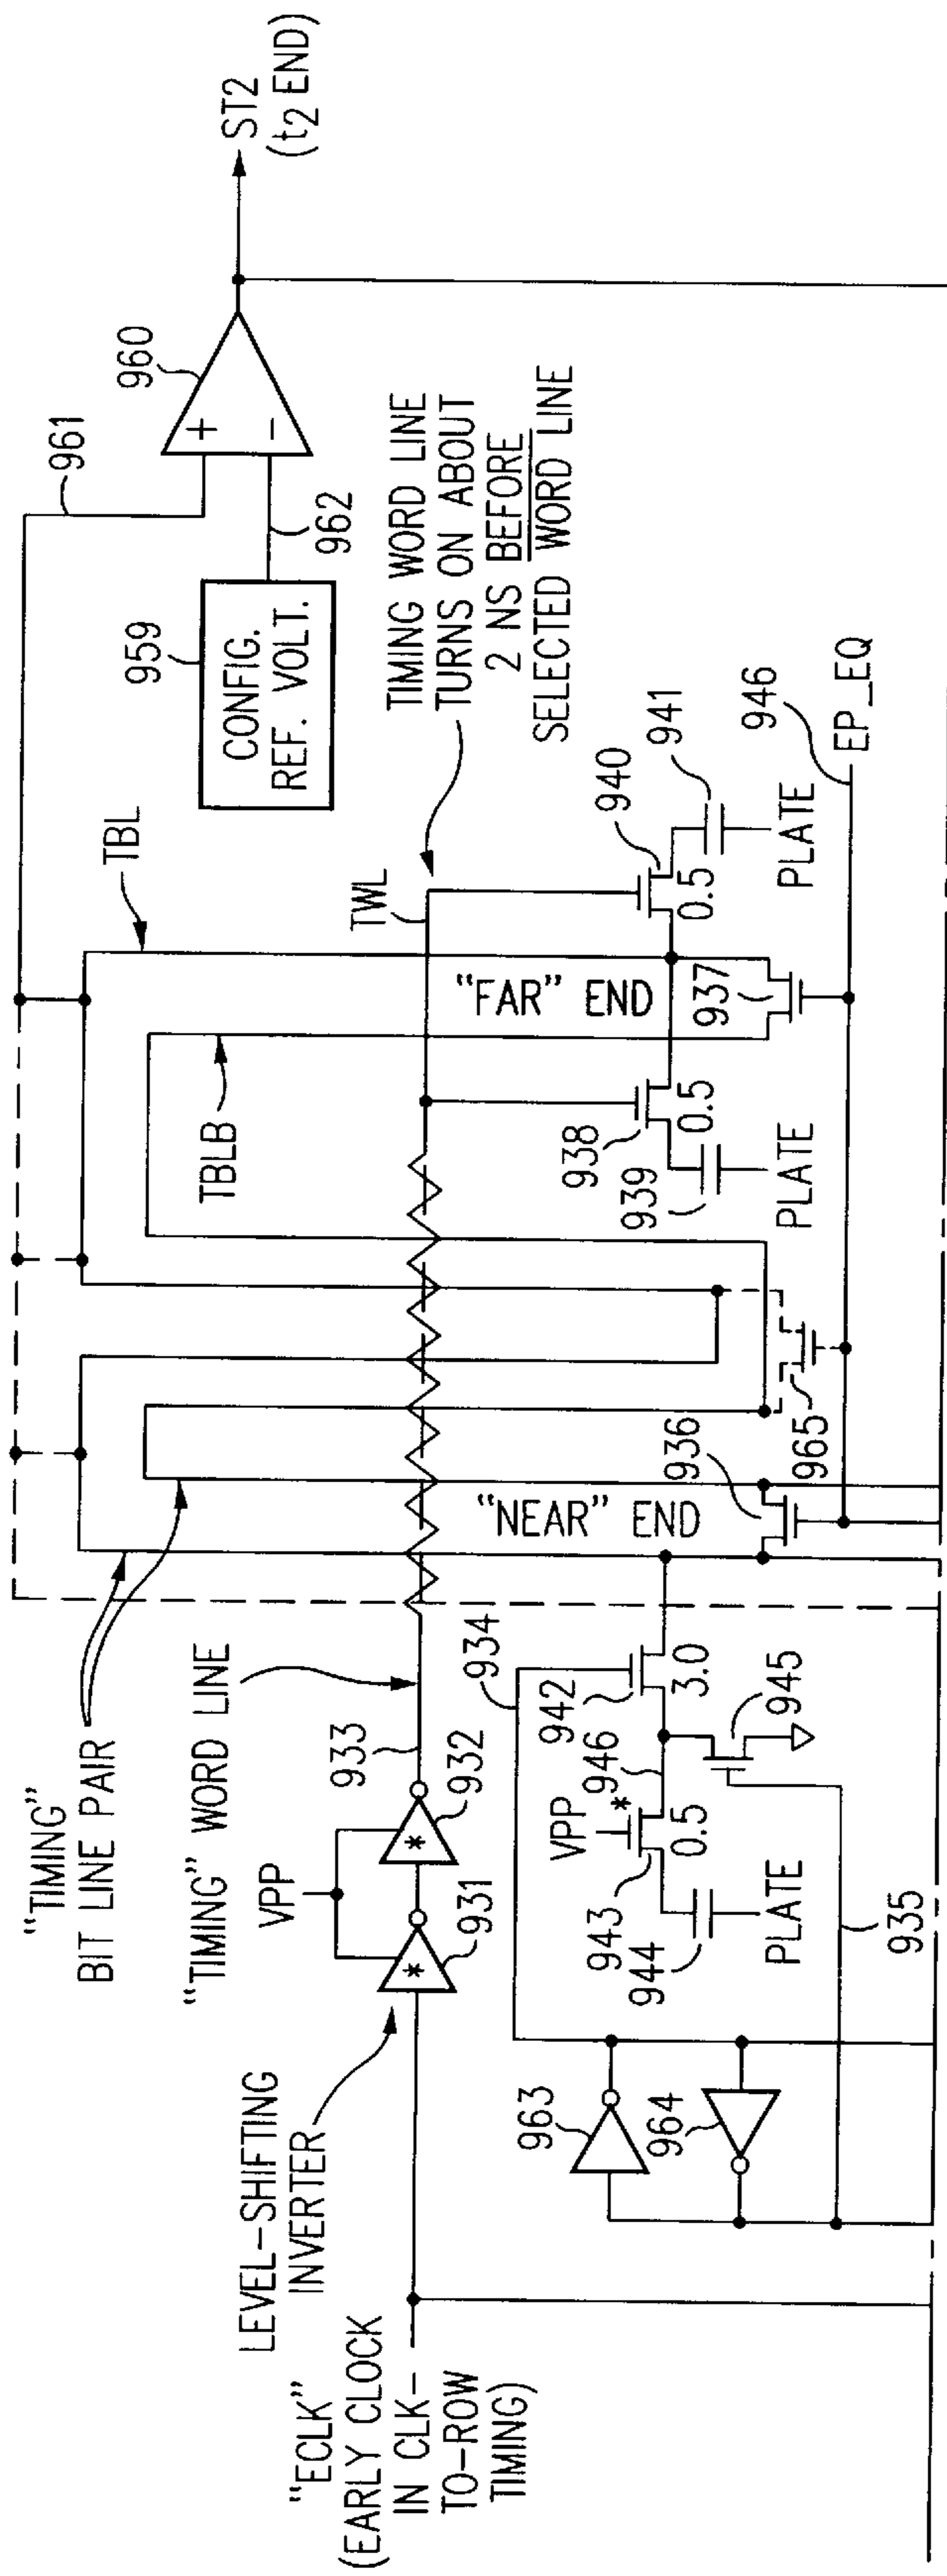 "TIMING"
BIT LINE PAIR
"TIMING" WORD LINE
LEVEL-SHIFTING
INVERTER
"ECLK"
(EARLY CLOCK
IN CLK-
TO-ROW
TIMING)
VPP
*
931
*
932
933
963
964
934
935
VPP
*
943
0.5
944
PLATE
946
942
3.0
945
"NEAR" END
936
965
TBLB
TBL
"FAR" END
937
TWL
938
0.5
939
PLATE
940
0.5
941
PLATE
946
EP_EQ
TIMING WORD LINE
TURNS ON ABOUT
2 NS BEFORE
SELECTED WORD LINE
959
CONFIG.
REF. VOLT.
962
961
960
+
-
ST2
(t2 END)